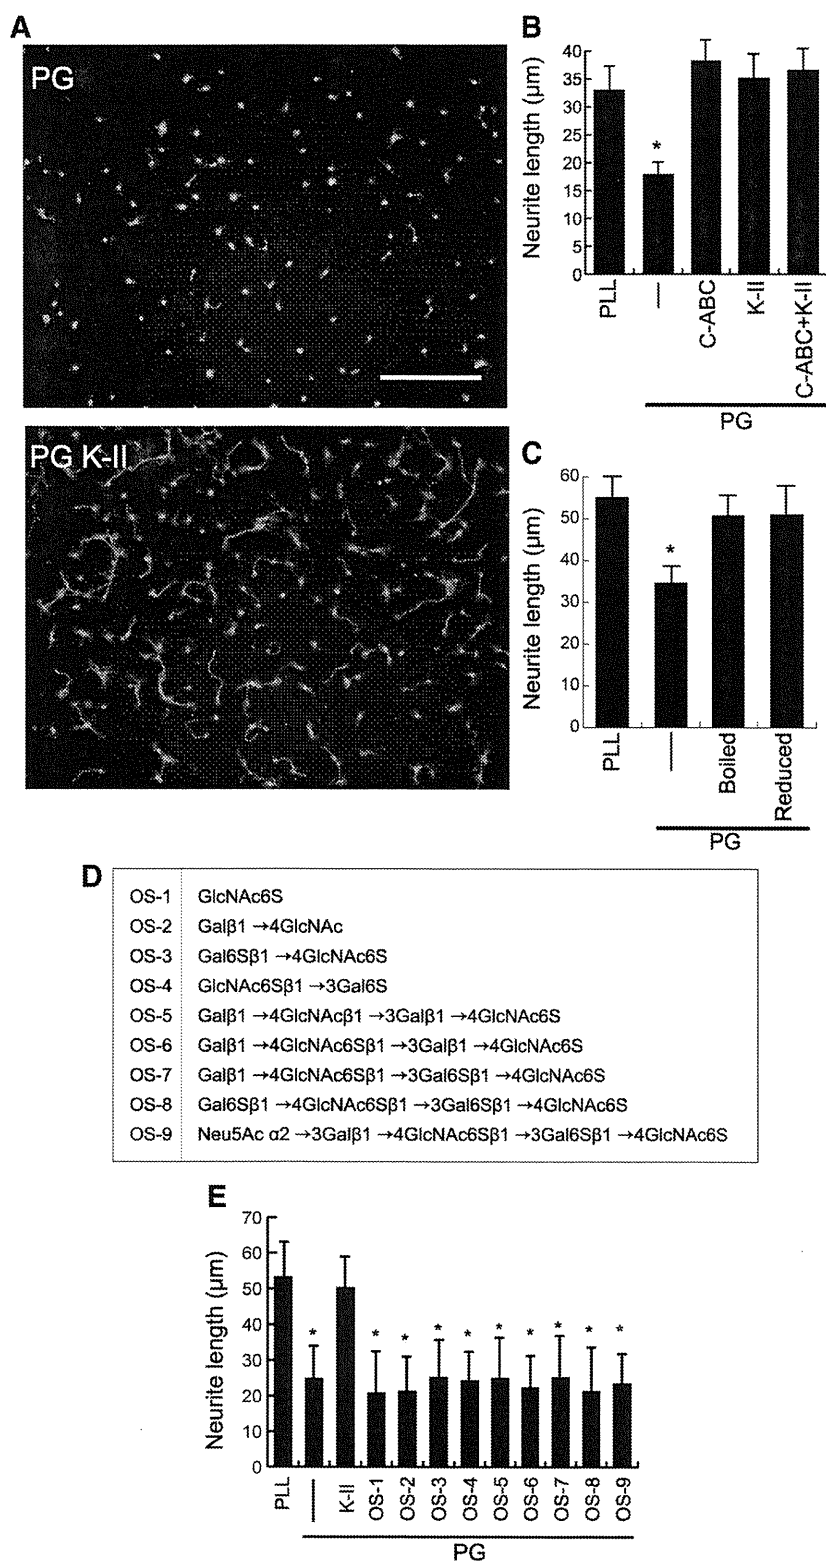 A
PG
PG K-II
B
Neurite length (μm)
40
35
30
25
20
15
10
5
0
*
PLL
—
C-ABC
K-II
C-ABC+K-II
PG
C
Neurite length (μm)
60
50
40
30
20
10
0
*
PLL
—
Boiled
Reduced
PG
D
OS-1 GlcNAc6S
OS-2 Galβ1 →4GlcNAc
OS-3 Gal6Sβ1 →4GlcNAc6S
OS-4 GlcNAc6Sβ1 →3Gal6S
OS-5 Galβ1 →4GlcNAcβ1 →3Galβ1 →4GlcNAc6S
OS-6 Galβ1 →4GlcNAc6Sβ1 →3Galβ1 →4GlcNAc6S
OS-7 Galβ1 →4GlcNAc6Sβ1 →3Gal6Sβ1 →4GlcNAc6S
OS-8 Gal6Sβ1 →4GlcNAc6Sβ1 →3Gal6Sβ1 →4GlcNAc6S
OS-9 Neu5Ac α2 →3Galβ1 →4GlcNAc6Sβ1 →3Gal6Sβ1 →4GlcNAc6S
E
Neurite length (μm)
70
60
50
40
30
20
10
0
* * * * * * * * * *
PLL
—
K-II
OS-1
OS-2
OS-3
OS-4
OS-5
OS-6
OS-7
OS-8
OS-9
PG